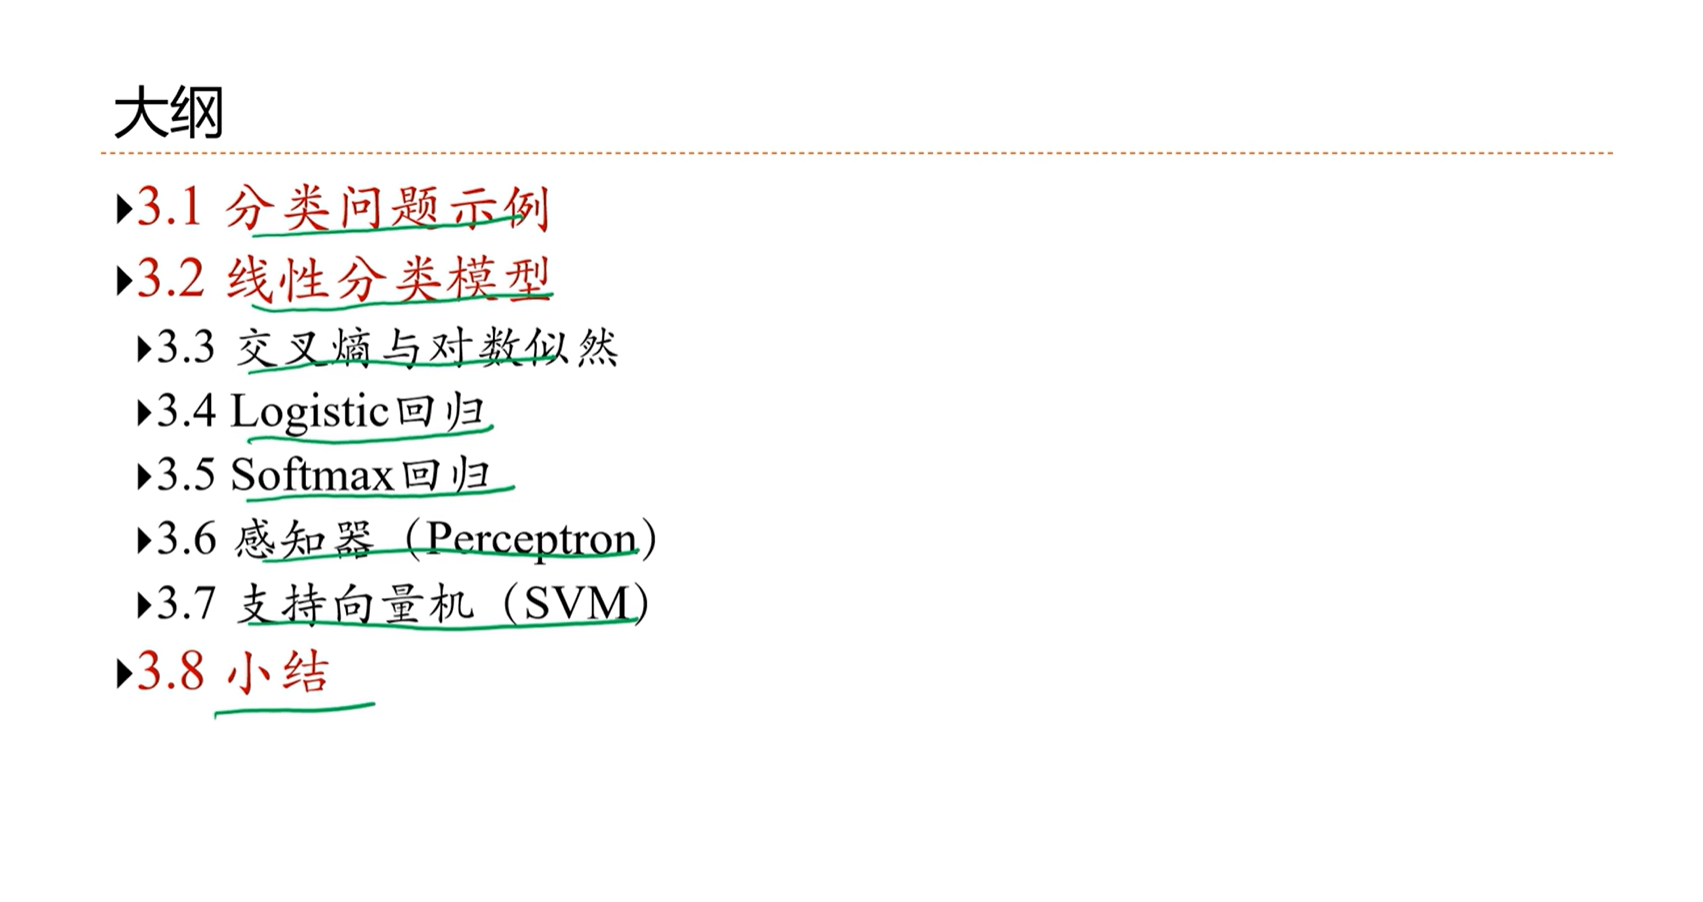 大纲
3.1 分类问题示例
3.2 线性分类模型
3.3 交叉熵与对数似然
3.4 Logistic回归
3.5 Softmax回归
3.6 感知器（Perceptron）
3.7 支持向量机（SVM）
3.8 小结